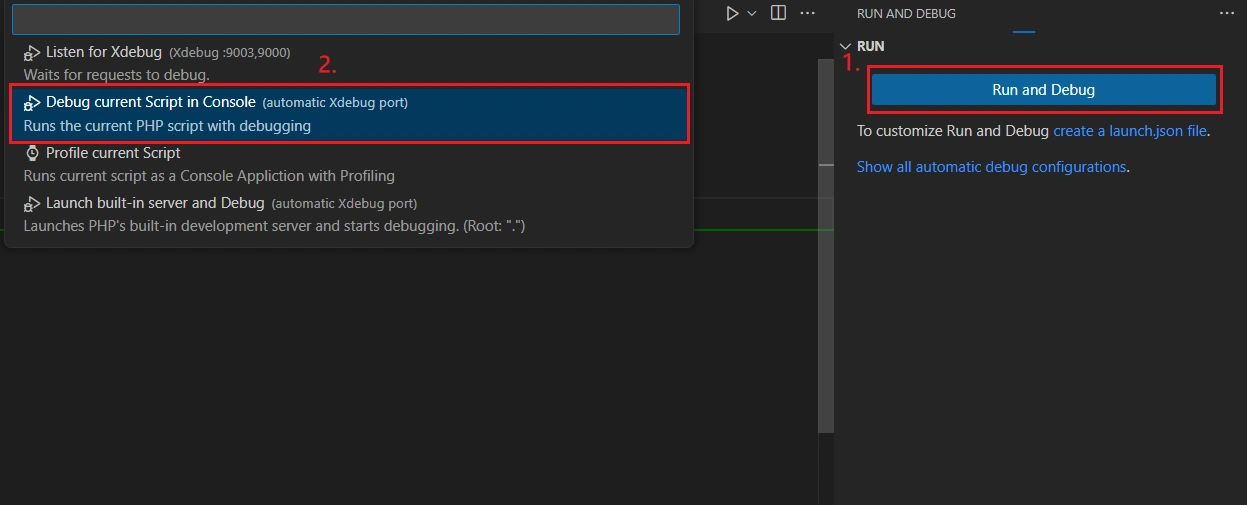 RUN AND DEBUG
RUN
1.
Run and Debug
To customize Run and Debug create a launch.json file.
Show all automatic debug configurations.
Listen for Xdebug (Xdebug :9003,9000)
Waits for requests to debug.
2.
Debug current Script in Console (automatic Xdebug port)
Runs the current PHP script with debugging
Profile current Script
Runs current script as a Console Appliction with Profiling
Launch built-in server and Debug (automatic Xdebug port)
Launches PHP's built-in development server and starts debugging. (Root: ".")